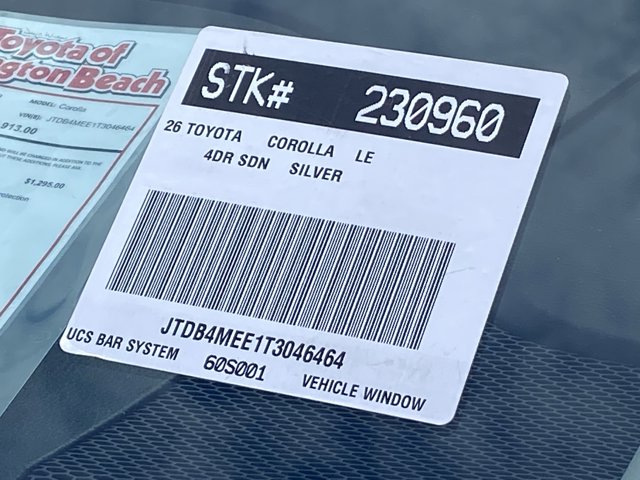 Toyota of
ngton Beach
MODEL: Corolla
VIN(S): JTDB4MEE1T3046464
,913.00
$1,295.00
STK# 230960
26 TOYOTA COROLLA LE
4DR SDN SILVER
JTDB4MEE1T3046464
UCS BAR SYSTEM 60S001 VEHICLE WINDOW